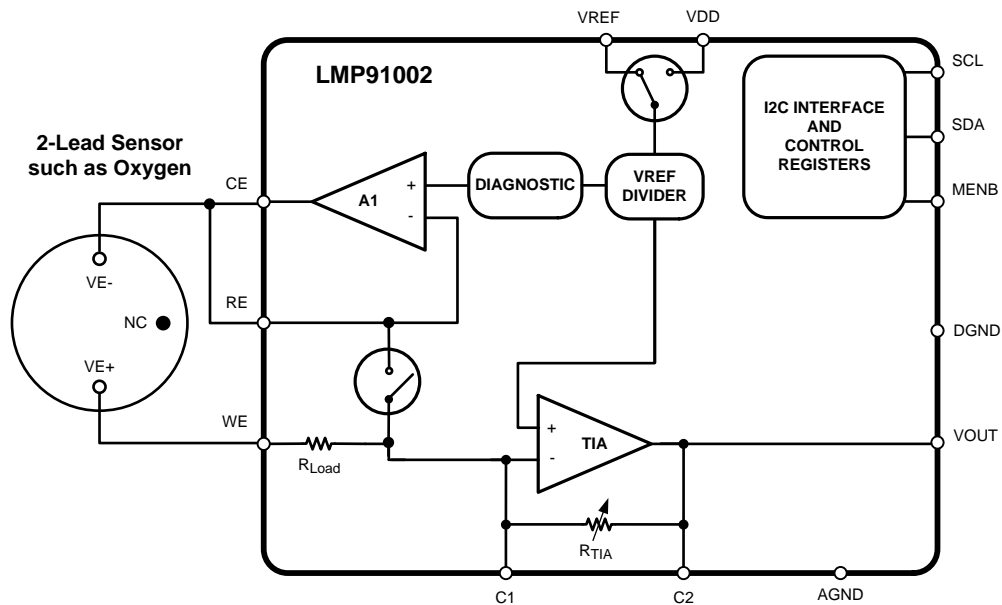 VREF
VDD
LMP91002
SCL
I2C INTERFACE
AND
CONTROL
REGISTERS
SDA
MENB
2-Lead Sensor
such as Oxygen
CE
+
A1
-
DIAGNOSTIC
VREF
DIVIDER
VE-
RE
NC
DGND
VE+
WE
RLoad
+
TIA
-
VOUT
RTIA
C1
C2
AGND